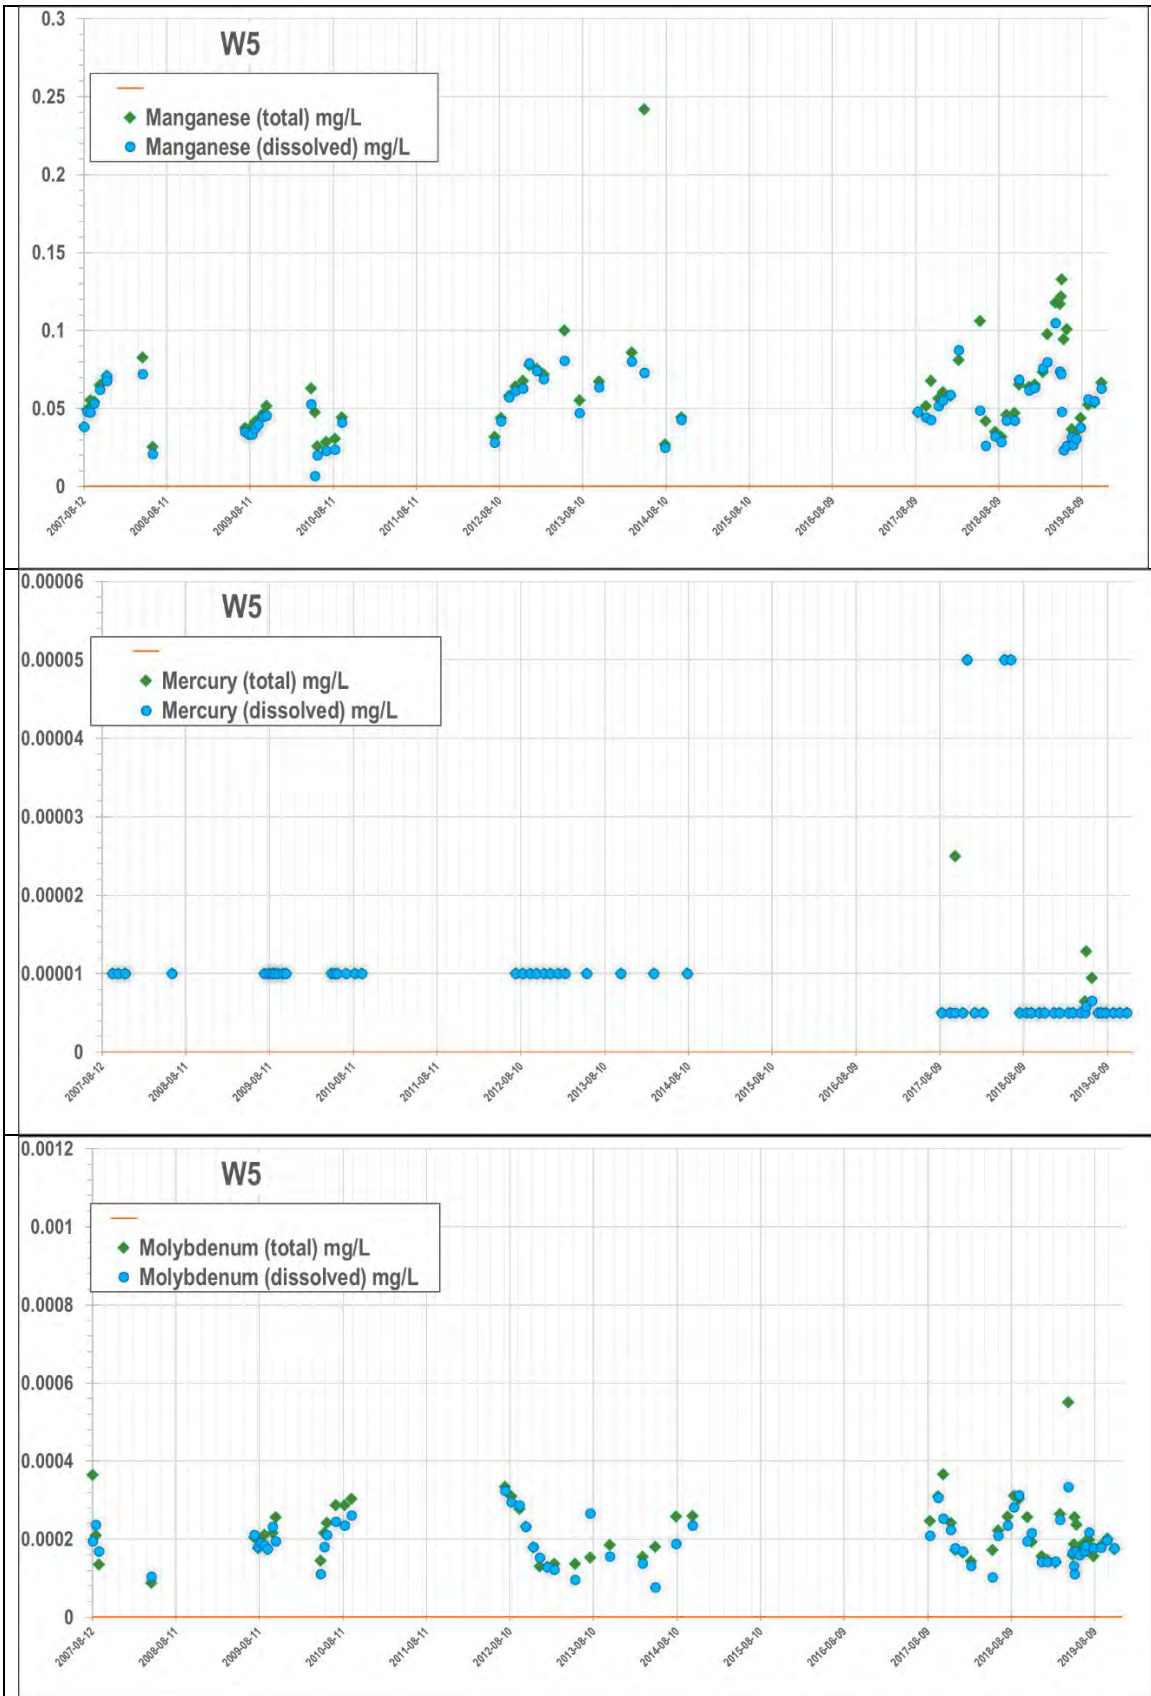 W5
Manganese (total) mg/L
Manganese (dissolved) mg/L
0.3
0.25
0.2
0.15
0.1
0.05
0
2007-08-12 2008-08-11 2009-08-11 2010-08-11 2011-08-11 2012-08-10 2013-08-10 2014-08-10 2015-08-10 2016-08-09 2017-08-09 2018-08-09 2019-08-09
W5
Mercury (total) mg/L
Mercury (dissolved) mg/L
0.00006
0.00005
0.00004
0.00003
0.00002
0.00001
0
2007-08-12 2008-08-11 2009-08-11 2010-08-11 2011-08-11 2012-08-10 2013-08-10 2014-08-10 2015-08-10 2016-08-09 2017-08-09 2018-08-09 2019-08-09
W5
Molybdenum (total) mg/L
Molybdenum (dissolved) mg/L
0.0012
0.001
0.0008
0.0006
0.0004
0.0002
0
2007-08-12 2008-08-11 2009-08-11 2010-08-11 2011-08-11 2012-08-10 2013-08-10 2014-08-10 2015-08-10 2016-08-09 2017-08-09 2018-08-09 2019-08-09